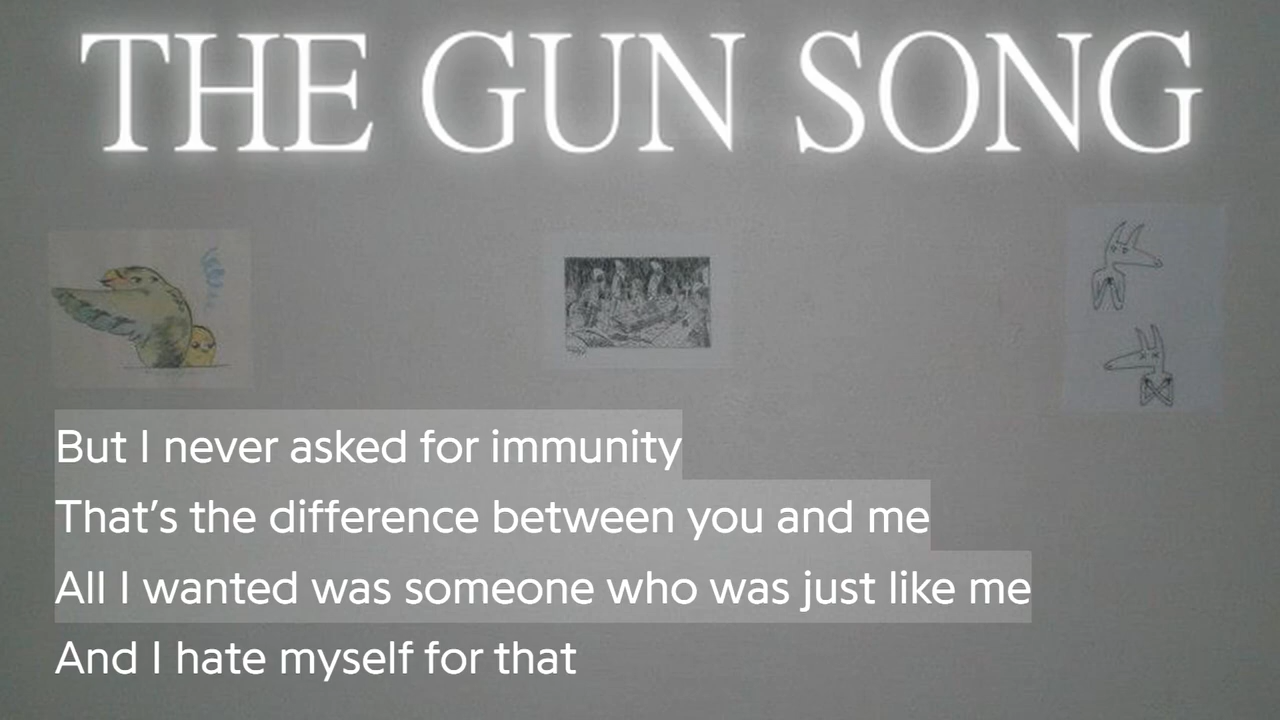 THE GUN SONG
But I never asked for immunity
That's the difference between you and me
All I wanted was someone who was just like me
And I hate myself for that